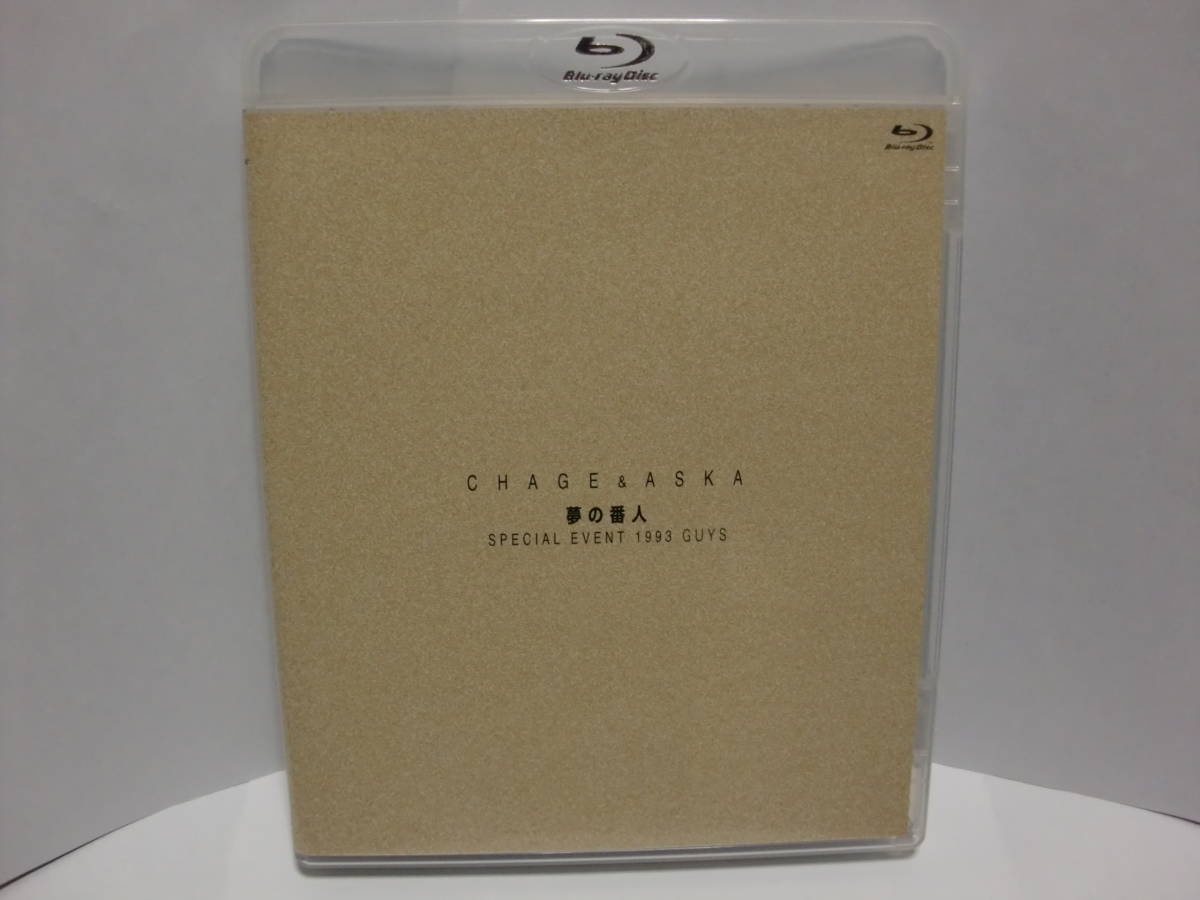 Blu-ray Disc
Blu-ray Disc
CHAGE & ASKA
夢の番人
SPECIAL EVENT 1993 GUYS